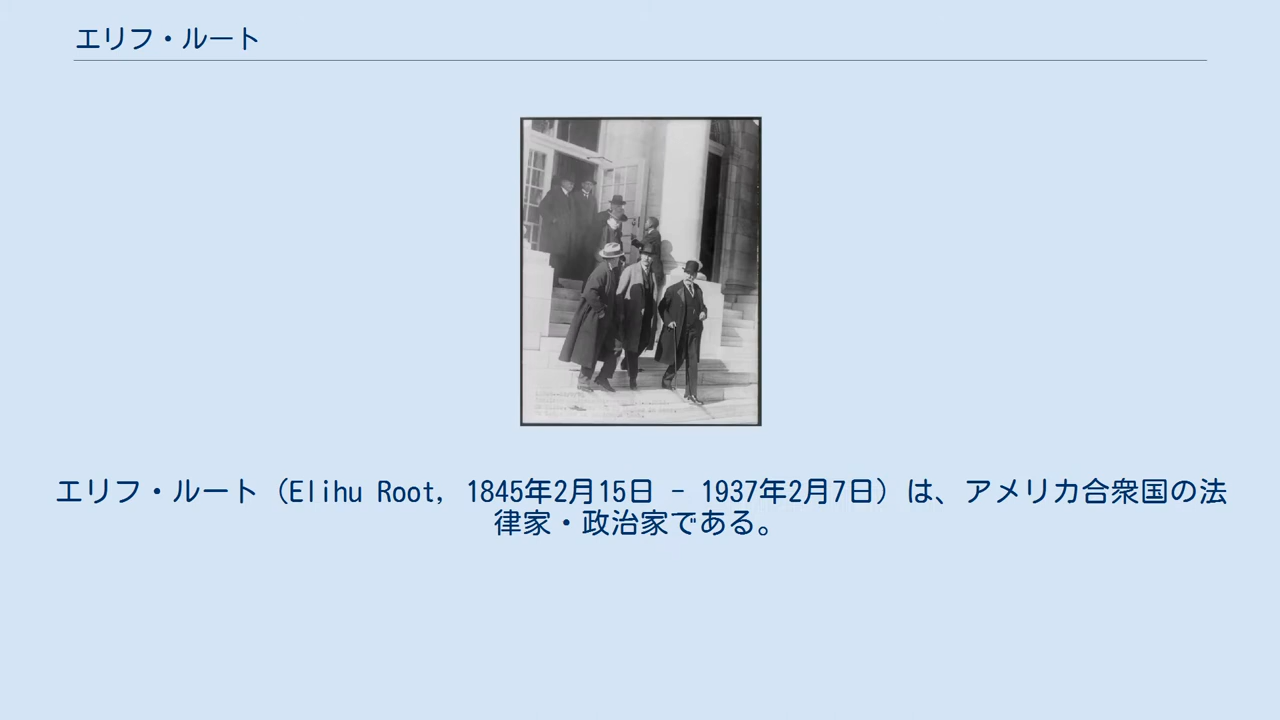 エリフ・ルート
エリフ・ルート（Elihu Root, 1845年2月15日 - 1937年2月7日）は、アメリカ合衆国の法
律家・政治家である。